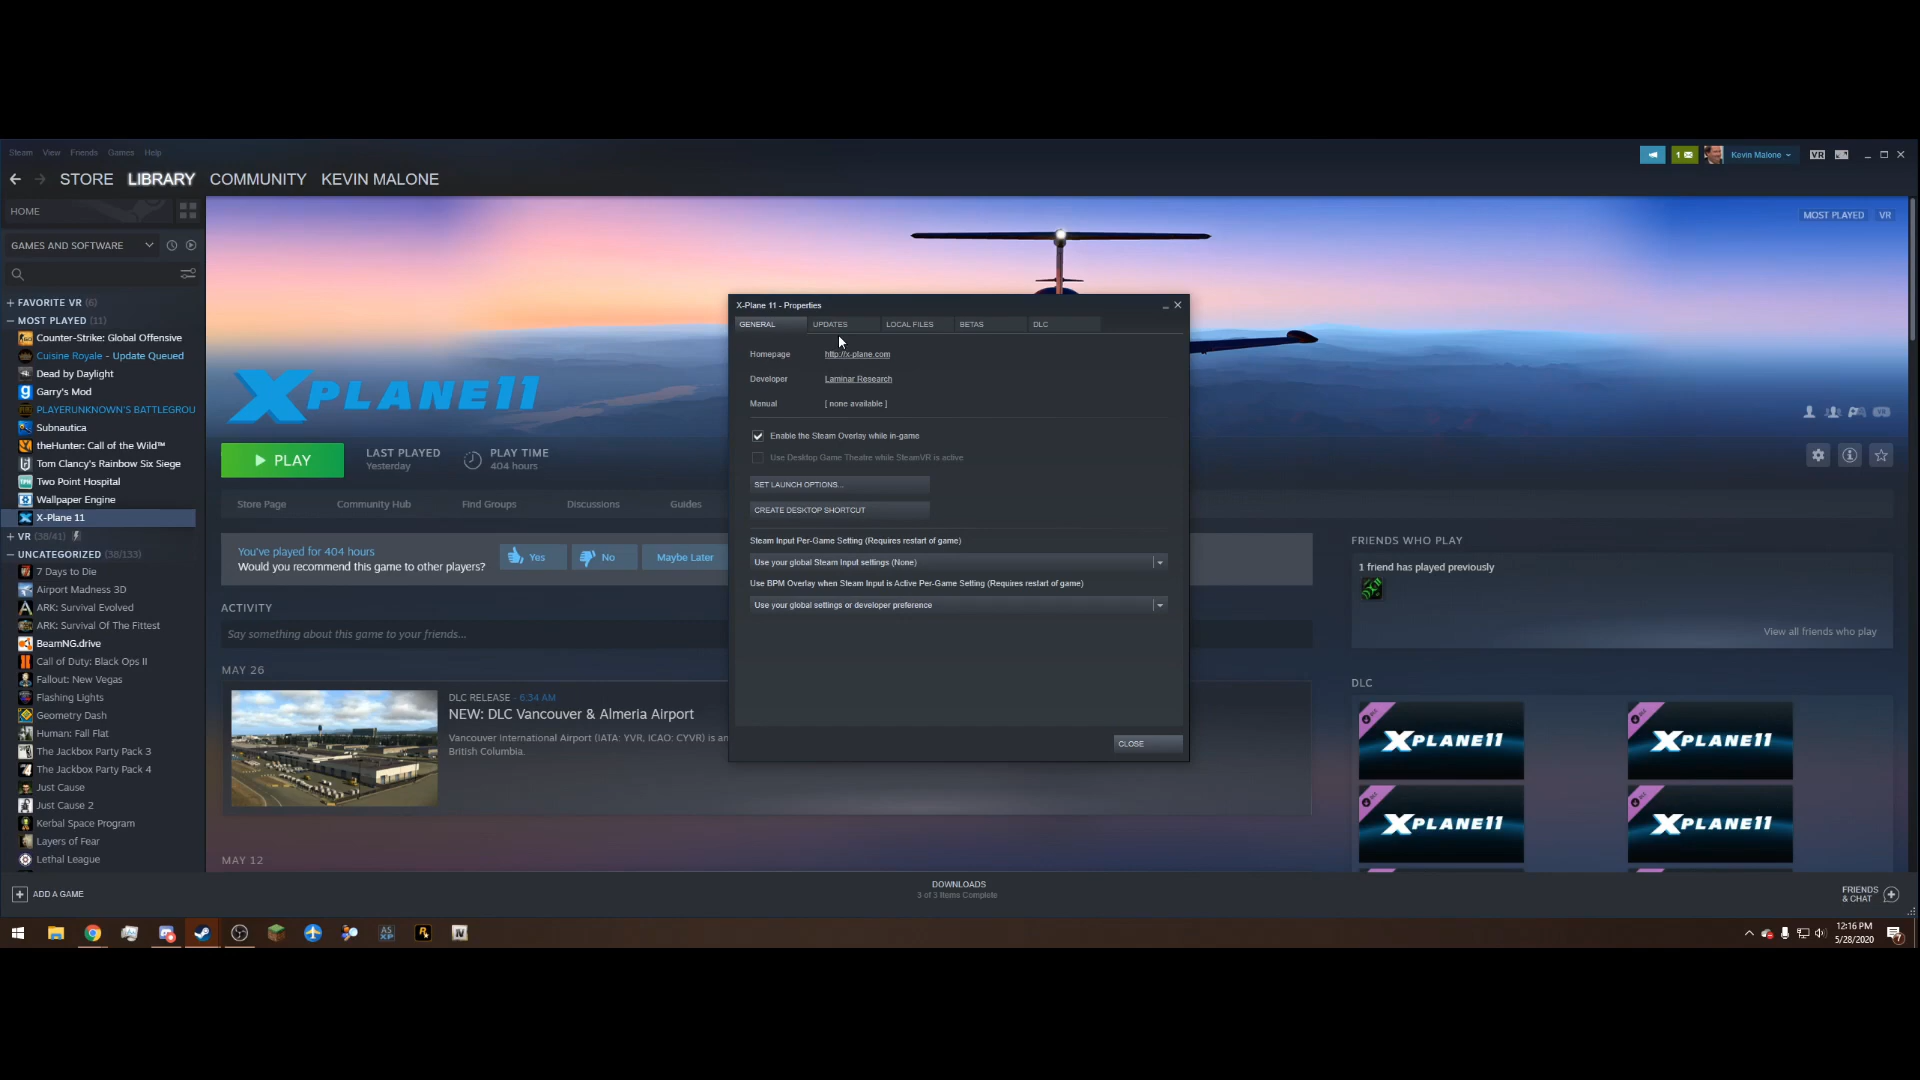 Steam View Friends Games Help
1
Kevin Malone
VR
STORE LIBRARY COMMUNITY KEVIN MALONE
HOME
GAMES AND SOFTWARE
+ FAVORITE VR (6)
– MOST PLAYED (11)
Counter-Strike: Global Offensive
Cuisine Royale - Update Queued
Dead by Daylight
Garry's Mod
PLAYERUNKNOWN'S BATTLEGROU
Subnautica
theHunter: Call of the Wild™
Tom Clancy's Rainbow Six Siege
Two Point Hospital
Wallpaper Engine
X-Plane 11
+ VR (38/41)
– UNCATEGORIZED (38/133)
7 Days to Die
Airport Madness 3D
ARK: Survival Evolved
ARK: Survival Of The Fittest
BeamNG.drive
Call of Duty: Black Ops II
Fallout: New Vegas
Flashing Lights
Geometry Dash
Human: Fall Flat
The Jackbox Party Pack 3
The Jackbox Party Pack 4
Just Cause
Just Cause 2
Kerbal Space Program
Layers of Fear
Lethal League
ADD A GAME
MOST PLAYED VR
XPLANE11
PLAY
LAST PLAYED
Yesterday
PLAY TIME
404 hours
Store Page Community Hub Find Groups Discussions Guides
You've played for 404 hours
Would you recommend this game to other players?
Yes
No
Maybe Later
ACTIVITY
Say something about this game to your friends...
MAY 26
DLC RELEASE - 6:34 AM
NEW: DLC Vancouver & Almeria Airport
Vancouver International Airport (IATA: YVR, ICAO: CYVR) is an
British Columbia.
MAY 12
X-Plane 11 - Properties
GENERAL UPDATES LOCAL FILES BETAS DLC
Homepage http://x-plane.com
Developer Laminar Research
Manual [ none available ]
Enable the Steam Overlay while in-game
Use Desktop Game Theatre while SteamVR is active
SET LAUNCH OPTIONS...
CREATE DESKTOP SHORTCUT
Steam Input Per-Game Setting (Requires restart of game)
Use your global Steam Input settings (None)
Use BPM Overlay when Steam Input is Active Per-Game Setting (Requires restart of game)
Use your global settings or developer preference
CLOSE
FRIENDS WHO PLAY
1 friend has played previously
View all friends who play
DLC
XPLANE11
XPLANE11
XPLANE11
XPLANE11
DOWNLOADS
3 of 3 Items Complete
FRIENDS
& CHAT
AS
XP
R
IV
12:16 PM
5/28/2020
7